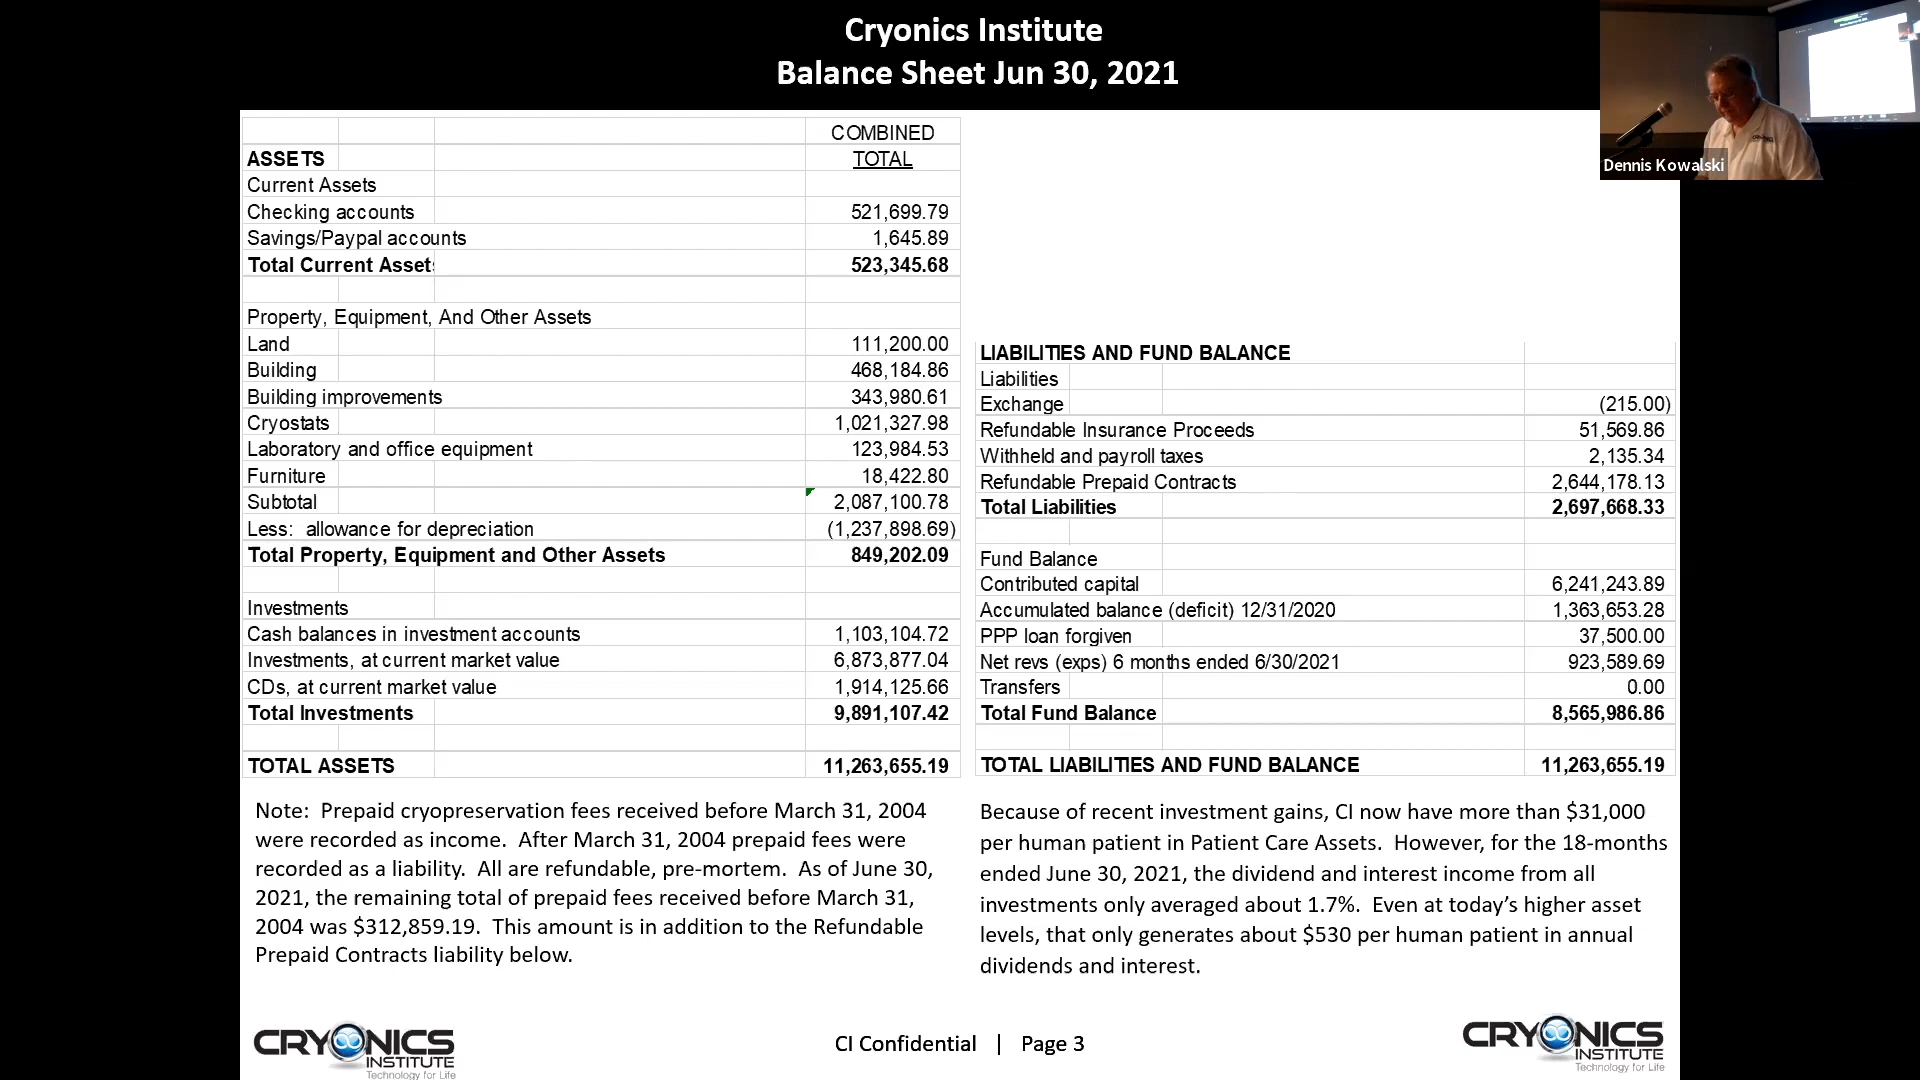 Cryonics Institute
Balance Sheet Jun 30, 2021
Dennis Kowalski
COMBINED
ASSETS TOTAL
Current Assets
Checking accounts 521,699.79
Savings/Paypal accounts 1,645.89
Total Current Assets 523,345.68
Property, Equipment, And Other Assets
Land 111,200.00
Building 468,184.86
Building improvements 343,980.61
Cryostats 1,021,327.98
Laboratory and office equipment 123,984.53
Furniture 18,422.80
Subtotal 2,087,100.78
Less: allowance for depreciation (1,237,898.69)
Total Property, Equipment and Other Assets 849,202.09
Investments
Cash balances in investment accounts 1,103,104.72
Investments, at current market value 6,873,877.04
CDs, at current market value 1,914,125.66
Total Investments 9,891,107.42
TOTAL ASSETS 11,263,655.19
LIABILITIES AND FUND BALANCE
Liabilities
Exchange (215.00)
Refundable Insurance Proceeds 51,569.86
Withheld and payroll taxes 2,135.34
Refundable Prepaid Contracts 2,644,178.13
Total Liabilities 2,697,668.33
Fund Balance
Contributed capital 6,241,243.89
Accumulated balance (deficit) 12/31/2020 1,363,653.28
PPP loan forgiven 37,500.00
Net revs (exps) 6 months ended 6/30/2021 923,589.69
Transfers 0.00
Total Fund Balance 8,565,986.86
TOTAL LIABILITIES AND FUND BALANCE 11,263,655.19
Note: Prepaid cryopreservation fees received before March 31, 2004
were recorded as income. After March 31, 2004 prepaid fees were
recorded as a liability. All are refundable, pre-mortem. As of June 30,
2021, the remaining total of prepaid fees received before March 31,
2004 was $312,859.19. This amount is in addition to the Refundable
Prepaid Contracts liability below.
Because of recent investment gains, CI now have more than $31,000
per human patient in Patient Care Assets. However, for the 18-months
ended June 30, 2021, the dividend and interest income from all
investments only averaged about 1.7%. Even at today's higher asset
levels, that only generates about $530 per human patient in annual
dividends and interest.
CRYONICS
INSTITUTE
Technology for Life
CI Confidential | Page 3
CRYONICS
INSTITUTE
Technology for Life